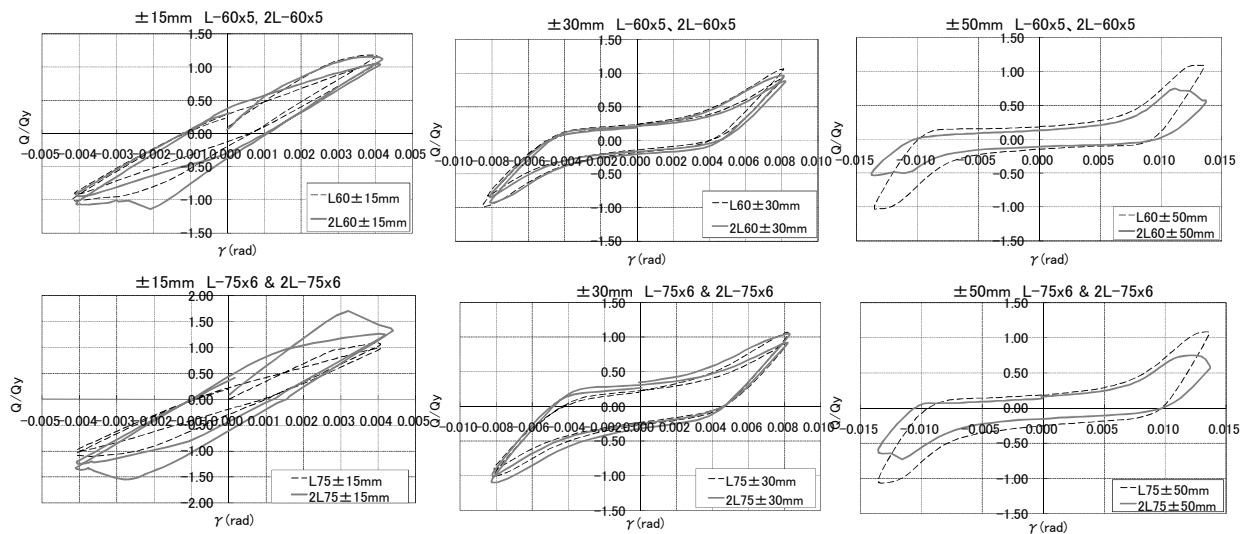 ±15mm L-60x5, 2L-60x5
1.50
1.00
0.50
0.00
-0.005-0.004-0.003-0.002-0.0010.000 0.001 0.002 0.003 0.004 0.005
-0.50
-1.00
-1.50
Q/Qy
γ(rad)
L60±15mm
2L60±15mm
±30mm L-60x5、2L-60x5
1.50
1.00
0.50
0.00
-0.010-0.008-0.006-0.004-0.0020.000 0.002 0.004 0.006 0.008 0.010
-0.50
-1.00
-1.50
Q/Qy
γ(rad)
L60±30mm
2L60±30mm
±50mm L-60x5、2L-60x5
1.50
1.00
0.50
0.00
-0.015 -0.010 -0.005 0.000 0.005 0.010 0.015
-0.50
-1.00
-1.50
Q/Qy
γ(rad)
L60±50mm
2L60±50mm
±15mm L-75x6 & 2L-75x6
2.00
1.50
1.00
0.50
0.00
-0.005-0.004-0.003-0.002-0.0010.000 0.001 0.002 0.003 0.004 0.005
-0.50
-1.00
-1.50
-2.00
Q/Qy
γ(rad)
L75±15mm
2L75±15mm
±30mm L-75x6 & 2L-75x6
1.50
1.00
0.50
0.00
-0.010-0.008-0.006-0.004-0.0020.000 0.002 0.004 0.006 0.008 0.010
-0.50
-1.00
-1.50
Q/Qy
γ(rad)
L75±30mm
2L75±30mm
±50mm L-75x6 & 2L-75x6
1.50
1.00
0.50
0.00
-0.015 -0.010 -0.005 0.000 0.005 0.010 0.015
-0.50
-1.00
-1.50
Q/Qy
γ(rad)
L75±50mm
2L75±50mm